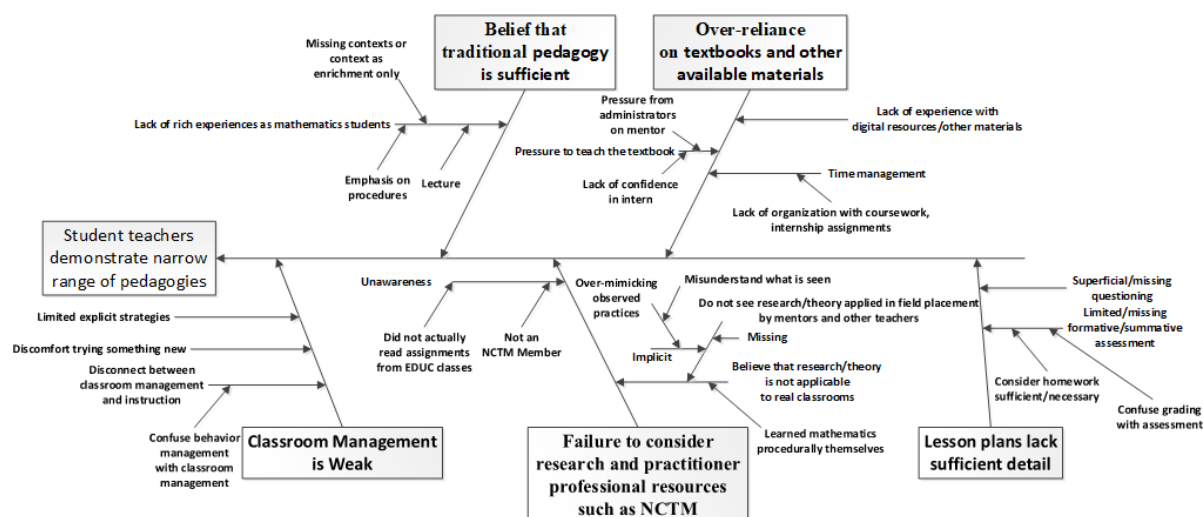 Belief that
traditional pedagogy
is sufficient
Over-reliance
on textbooks and other
available materials
Missing contexts or
context as
enrichment only
Lack of rich experiences as mathematics students
Emphasis on
procedures
Lecture
Pressure from
administrators
on mentor
Pressure to teach the textbook
Lack of confidence
in intern
Lack of experience with
digital resources/other materials
Time management
Lack of organization with coursework,
internship assignments
Student teachers
demonstrate narrow
range of pedagogies
Limited explicit strategies
Discomfort trying something new
Disconnect between
classroom management
and instruction
Confuse behavior
management
with classroom
management
Classroom Management
is Weak
Unawareness
Did not actually
read assignments
from EDUC classes
Not an
NCTM Member
Over-mimicking
observed
practices
Misunderstand what is seen
Do not see research/theory applied in field placement
by mentors and other teachers
Implicit
Missing
Believe that research/theory
is not applicable
to real classrooms
Learned mathematics
procedurally themselves
Failure to consider
research and practitioner
professional resources
such as NCTM
Superficial/missing
questioning
Limited/missing
formative/summative
assessment
Consider homework
sufficient/necessary
Confuse grading
with assessment
Lesson plans lack
sufficient detail